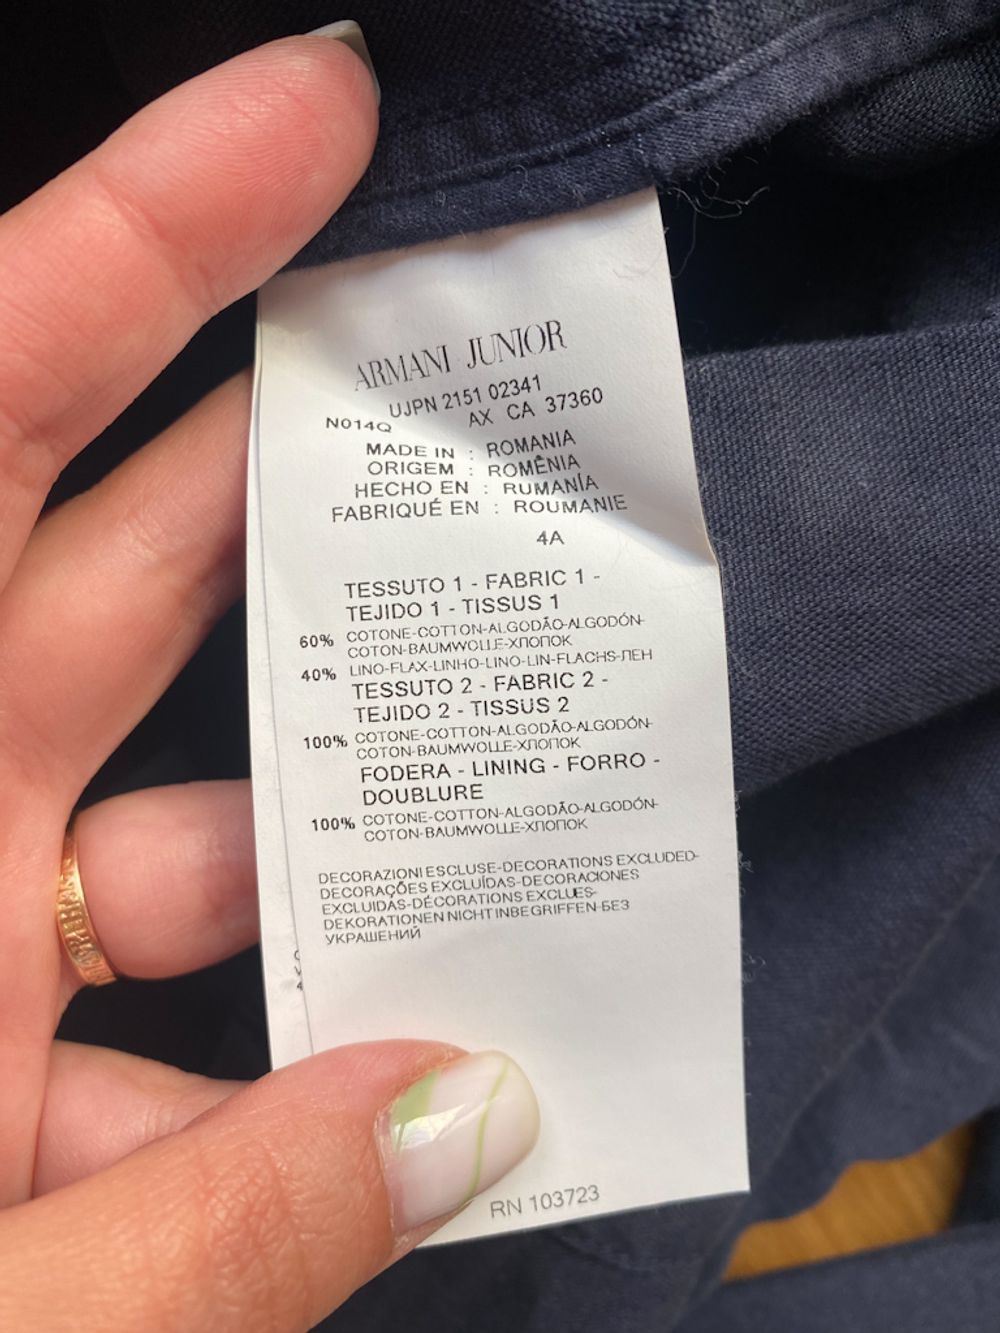 ARMANI JUNIOR
UJPN 2151 02341
N014Q AX CA 37360
MADE IN : ROMANIA
ORIGEM : ROMÊNIA
HECHO EN : RUMANÍA
FABRIQUÉ EN : ROUMANIE
4A
TESSUTO 1 - FABRIC 1 -
TEJIDO 1 - TISSUS 1
60% COTONE-COTTON-ALGODÃO-ALGODÓN-
COTON-BAUMWOLLE-ХЛОПОК
40% LINO-FLAX-LINHO-LINO-LIN-FLACHS-ЛЕН
TESSUTO 2 - FABRIC 2 -
TEJIDO 2 - TISSUS 2
100% COTONE-COTTON-ALGODÃO-ALGODÓN-
COTON-BAUMWOLLE-ХЛОПОК
FODERA - LINING - FORRO -
DOUBLURE
100% COTONE-COTTON-ALGODÃO-ALGODÓN-
COTON-BAUMWOLLE-ХЛОПОК
DECORAZIONI ESCLUSE-DECORATIONS EXCLUDED-
DECORAÇÕES EXCLUÍDAS-DECORACIONES
EXCLUIDAS-DÉCORATIONS EXCLUES-
DEKORATIONEN NICHT INBEGRIFFEN-БЕЗ
УКРАШЕНИЙ
RN 103723